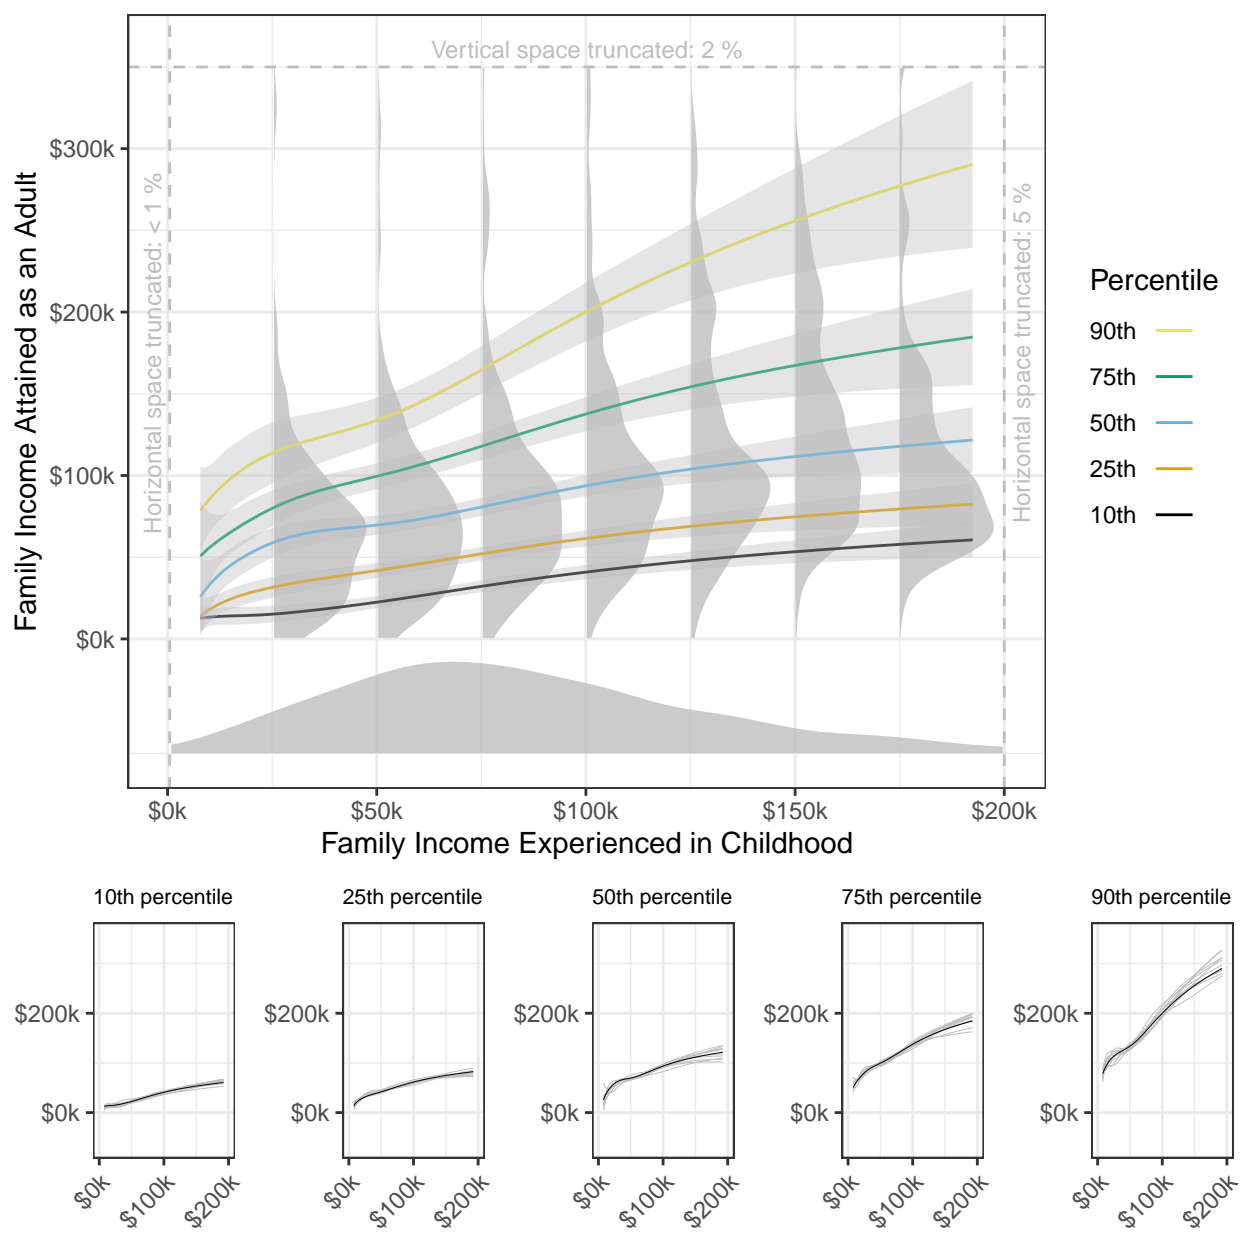 Vertical space truncated: 2 %
$300k
$200k
$100k
$0k
Family Income Attained as an Adult
Horizontal space truncated: < 1 %
Horizontal space truncated: 5 %
$0k
$50k
$100k
$150k
$200k
Family Income Experienced in Childhood
Percentile
90th
75th
50th
25th
10th
10th percentile
$200k
$0k
$0k
$100k
$200k
25th percentile
$200k
$0k
$0k
$100k
$200k
50th percentile
$200k
$0k
$0k
$100k
$200k
75th percentile
$200k
$0k
$0k
$100k
$200k
90th percentile
$200k
$0k
$0k
$100k
$200k